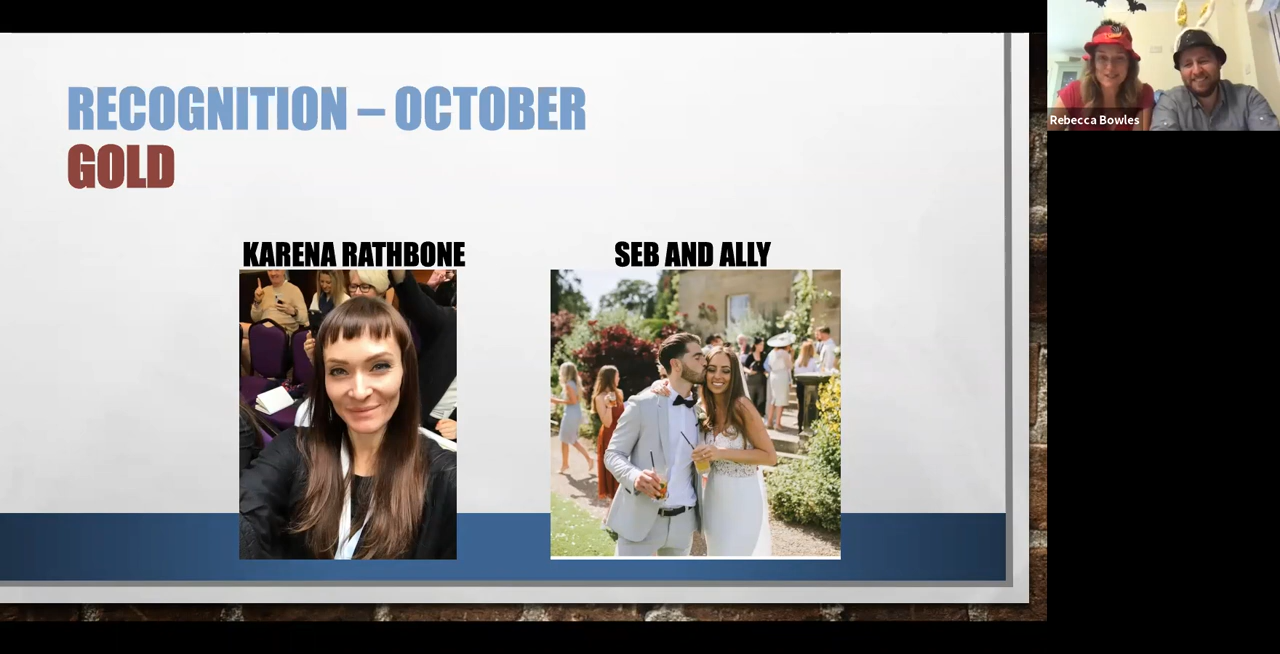 RECOGNITION – OCTOBER
GOLD
KARENA RATHBONE
SEB AND ALLY
Rebecca Bowles